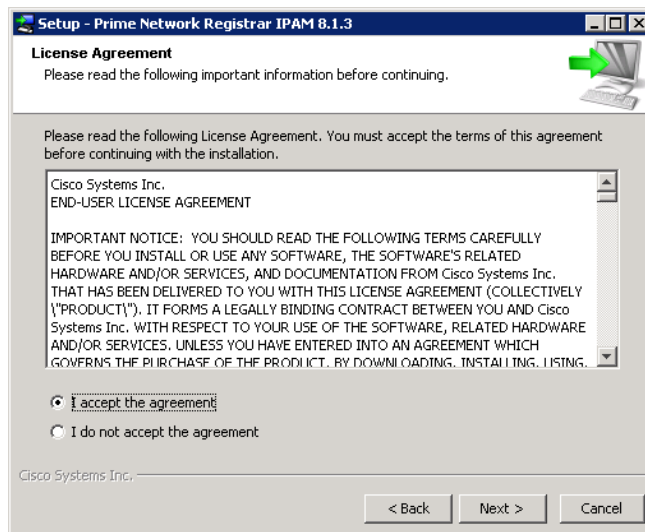 Setup - Prime Network Registrar IPAM 8.1.3
License Agreement
Please read the following important information before continuing.
Please read the following License Agreement. You must accept the terms of this agreement
before continuing with the installation.
Cisco Systems Inc.
END-USER LICENSE AGREEMENT
IMPORTANT NOTICE:  YOU SHOULD READ THE FOLLOWING TERMS CAREFULLY
BEFORE YOU INSTALL OR USE ANY SOFTWARE, THE SOFTWARE'S RELATED
HARDWARE AND/OR SERVICES, AND DOCUMENTATION FROM Cisco Systems Inc.
THAT HAS BEEN DELIVERED TO YOU WITH THIS LICENSE AGREEMENT (COLLECTIVELY
\"PRODUCT\"). IT FORMS A LEGALLY BINDING CONTRACT BETWEEN YOU AND Cisco
Systems Inc. WITH RESPECT TO YOUR USE OF THE SOFTWARE, RELATED HARDWARE
AND/OR SERVICES. UNLESS YOU HAVE ENTERED INTO AN AGREEMENT WHICH
GOVERNS THE PURCHASE OF THE PRODUCT, BY DOWNLOADING, INSTALLING, USING,
I accept the agreement
I do not accept the agreement
Cisco Systems Inc.
< Back
Next >
Cancel